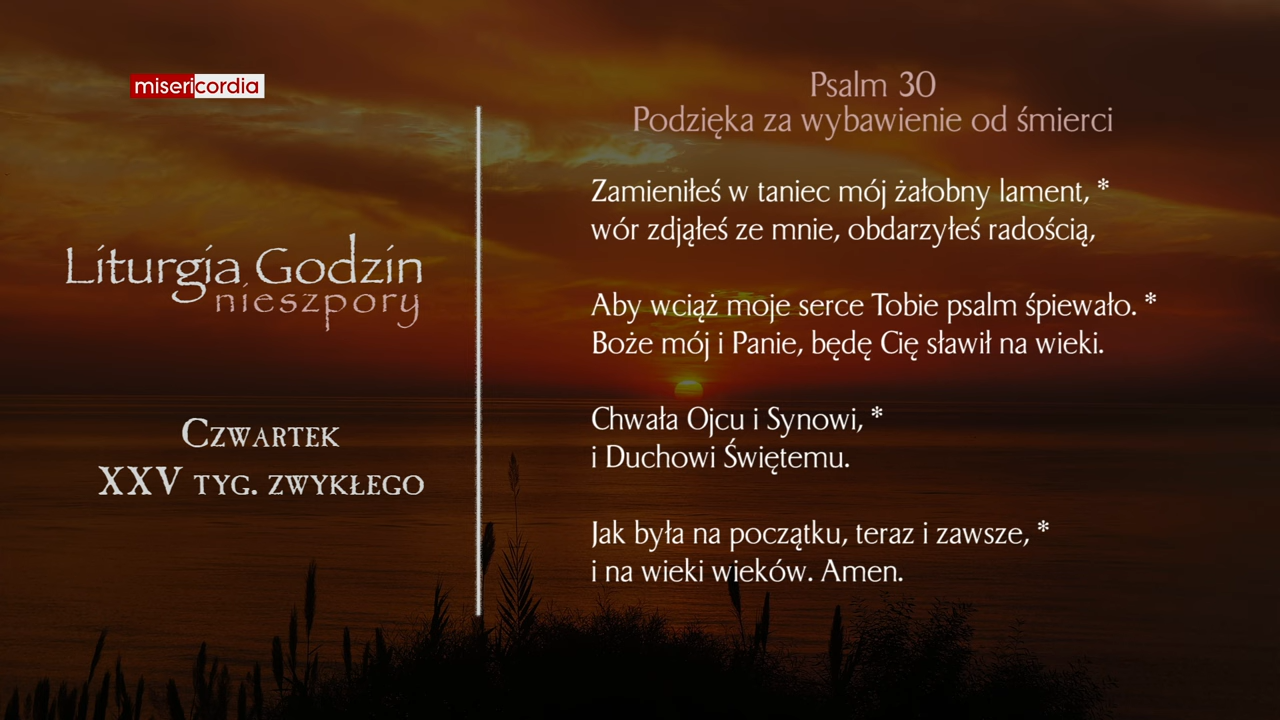 misericordia
Liturgia Godzin
nieszpory
Czwartek
XXV tyg. zwykłego
Psalm 30
Podzięka za wybawienie od śmierci
Zamieniłeś w taniec mój żałobny lament, *
wór zdjąłeś ze mnie, obdarzyłeś radością,
Aby wciąż moje serce Tobie psalm śpiewało. *
Boże mój i Panie, będę Cię sławił na wieki.
Chwała Ojcu i Synowi, *
i Duchowi Świętemu.
Jak była na początku, teraz i zawsze, *
i na wieki wieków. Amen.